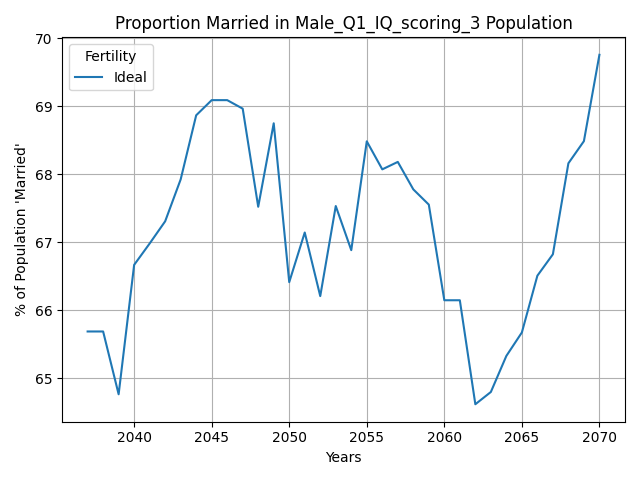 Proportion Married in Male_Q1_IQ_scoring_3 Population
70
Fertility
Ideal
69
68
67
66
65
% of Population 'Married'
2040 2045 2050 2055 2060 2065 2070
Years